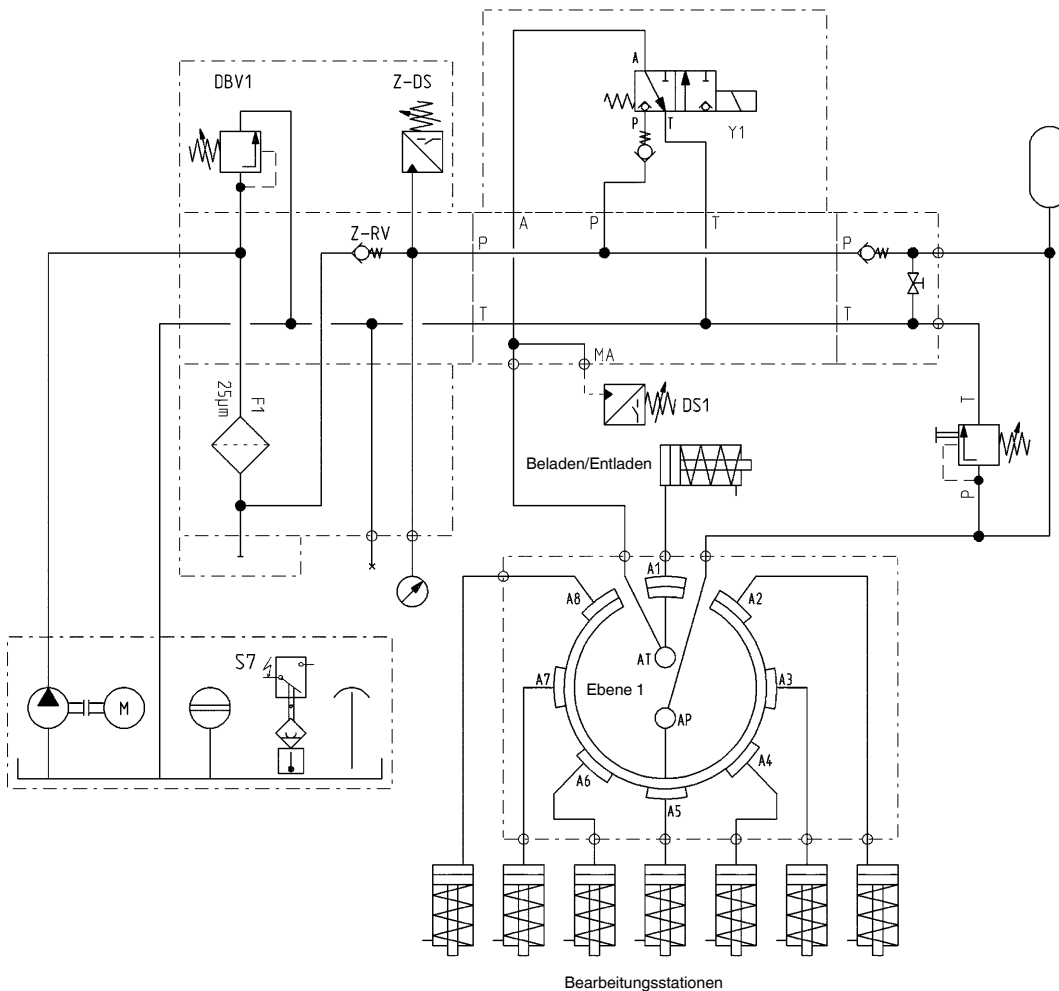 A
DBV1
Z-DS
P
T
Y1
A
P
T
Z-RV
P
P
T
T
MA
25µm
F1
DS1
T
Beladen/Entladen
P
A1
A8
A2
S7
AT
A7
Ebene 1
A3
M
AP
A6
A4
A5
Bearbeitungsstationen